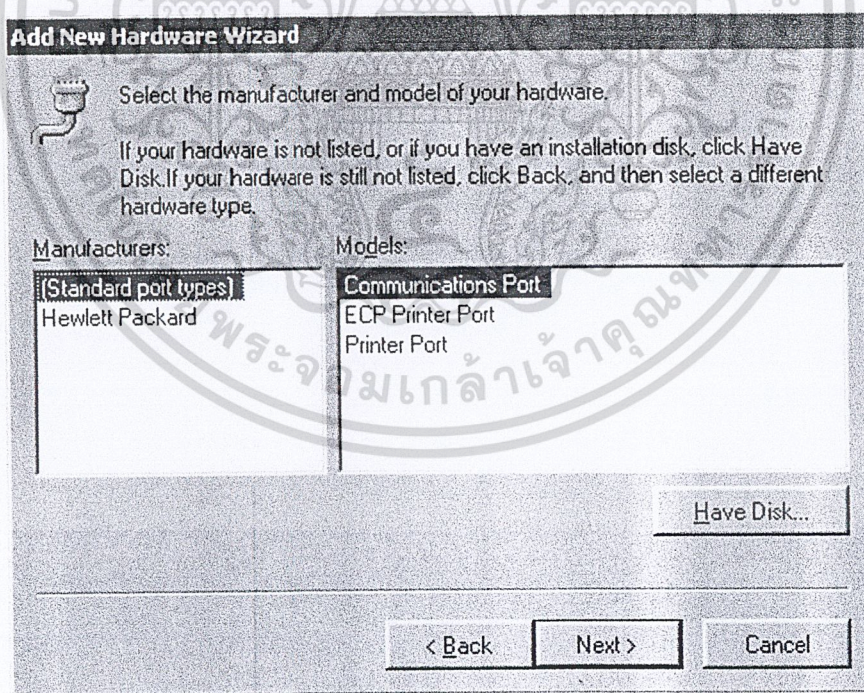 Add New Hardware Wizard
Select the manufacturer and model of your hardware.
If your hardware is not listed, or if you have an installation disk, click Have
Disk.If your hardware is still not listed, click Back, and then select a different
hardware type.
Manufacturers:
Models:
(Standard port types)
Hewlett Packard
Communications Port
ECP Printer Port
Printer Port
Have Disk...
< Back
Next >
Cancel
พระจอมเกล้าเจ้าคุณทหาร